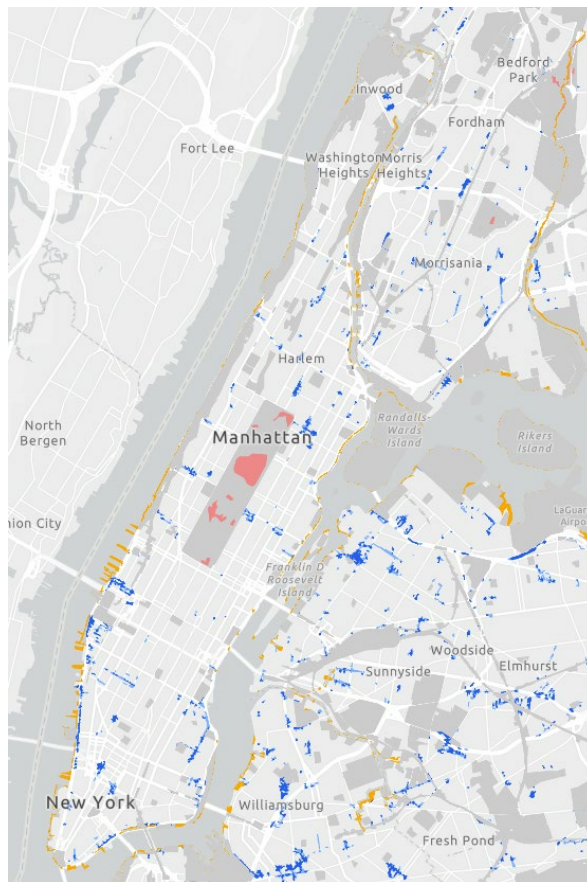 Bedford
Park
Inwood
Fordham
Fort Lee
Washington
Heights
Morris
Heights
Morrisania
Harlem
North
Bergen
Manhattan
Randalls-
Wards
Island
Rikers
Island
nion City
LaGuar
Airpo
Franklin D
Roosevelt
Island
Woodside
Sunnyside
Elmhurst
New York
Williamsburg
Fresh Pond